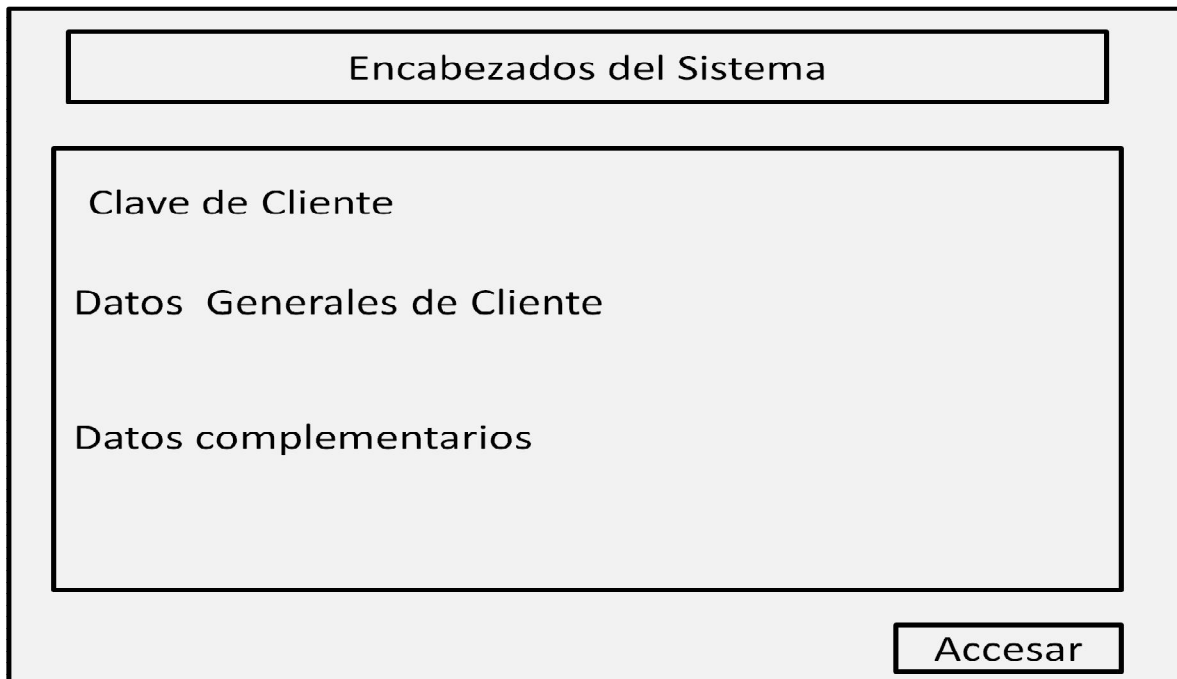 Encabezados del Sistema
Clave de Cliente
Datos Generales de Cliente
Datos complementarios
Accesar